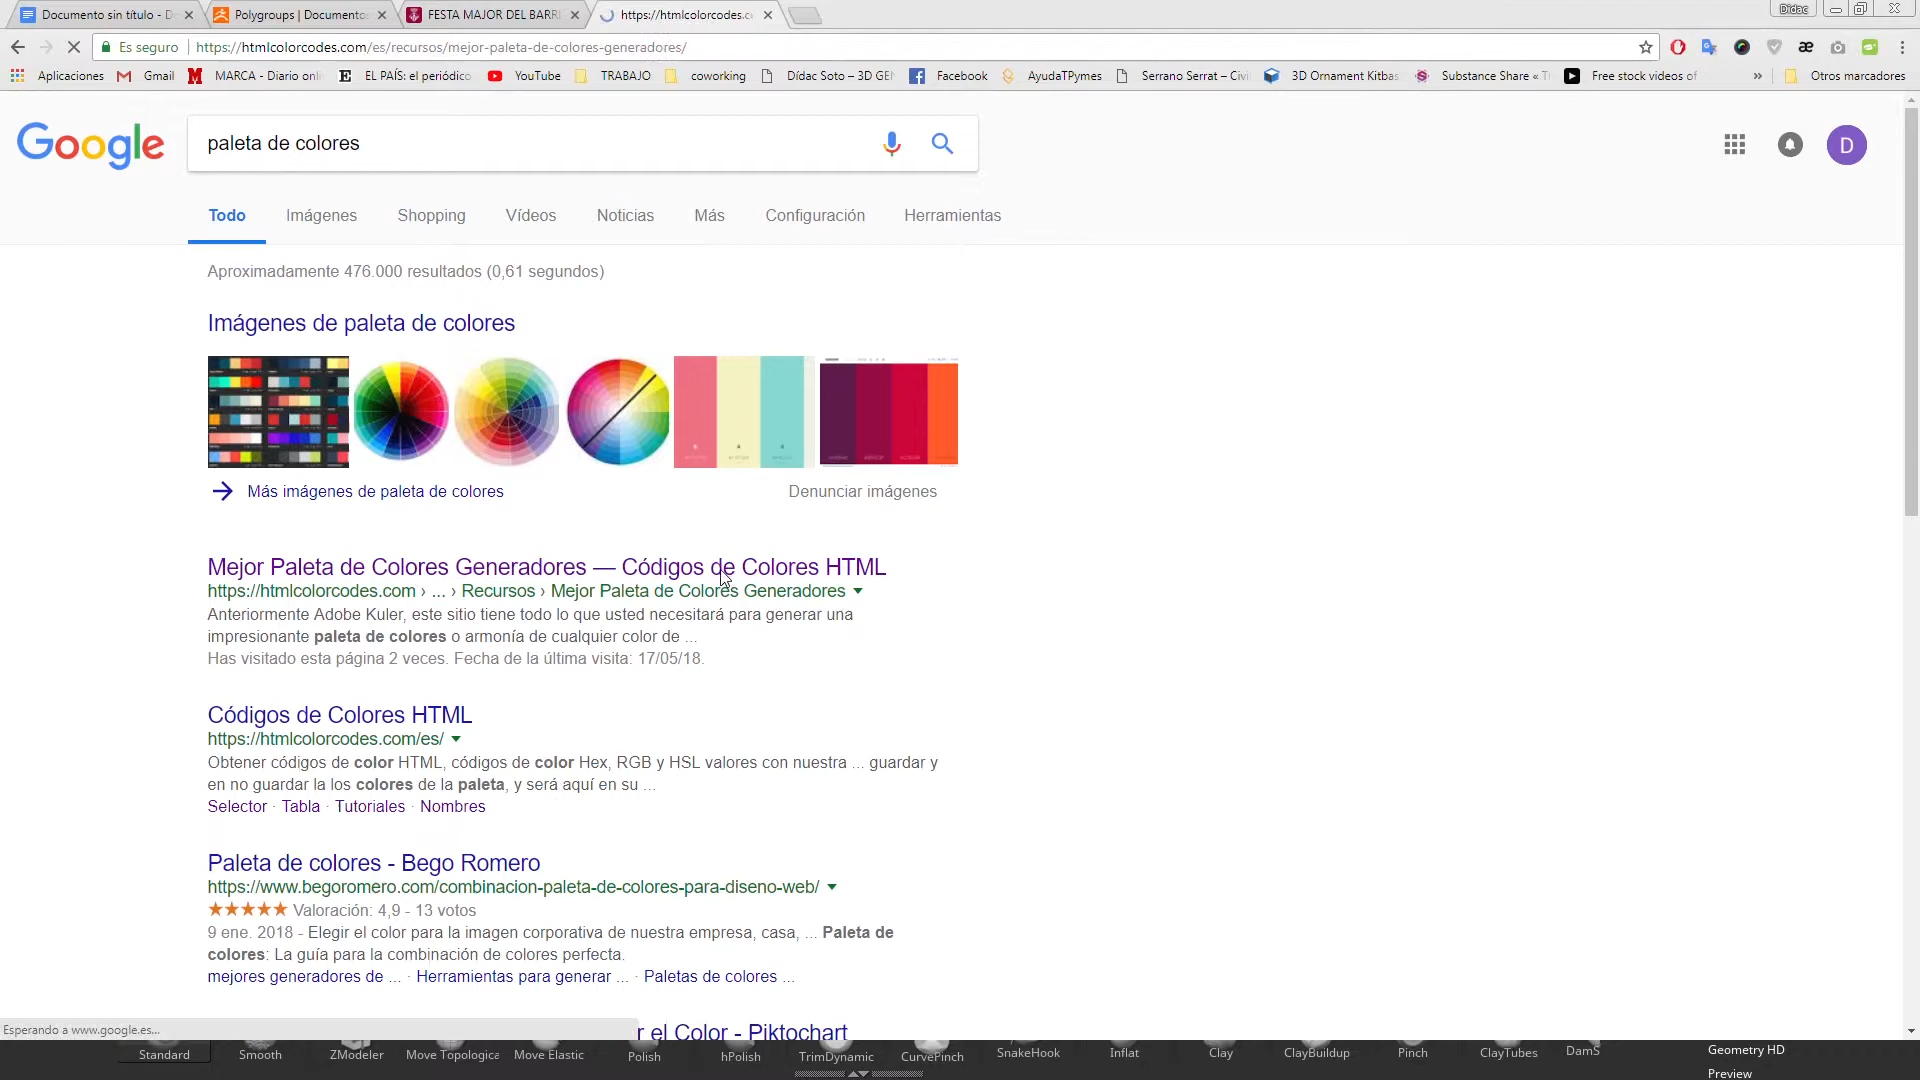 Documento sin título - D
Polygroups | Documentos
FESTA MAJOR DEL BARRI
https://htmlcolorcodes.c
Didac
Es seguro
https://htmlcolorcodes.com/es/recursos/mejor-paleta-de-colores-generadores/
Aplicaciones
Gmail
MARCA - Diario onli
EL PAÍS: el periódico
YouTube
TRABAJO
coworking
Dídac Soto – 3D GEN
Facebook
AyudaTPymes
Serrano Serrat – Civi
3D Ornament Kitbas
Substance Share « T
Free stock videos of
»
Otros marcadores
Google
paleta de colores
D
Todo
Imágenes
Shopping
Vídeos
Noticias
Más
Configuración
Herramientas
Aproximadamente 476.000 resultados (0,61 segundos)
Imágenes de paleta de colores
Más imágenes de paleta de colores
Denunciar imágenes
Mejor Paleta de Colores Generadores — Códigos de Colores HTML
https://htmlcolorcodes.com › ... › Recursos › Mejor Paleta de Colores Generadores
Anteriormente Adobe Kuler, este sitio tiene todo lo que usted necesitará para generar una
impresionante paleta de colores o armonía de cualquier color de ...
Has visitado esta página 2 veces. Fecha de la última visita: 17/05/18.
Códigos de Colores HTML
https://htmlcolorcodes.com/es/
Obtener códigos de color HTML, códigos de color Hex, RGB y HSL valores con nuestra ... guardar y
en no guardar la los colores de la paleta, y será aquí en su ...
Selector · Tabla · Tutoriales · Nombres
Paleta de colores - Bego Romero
https://www.begoromero.com/combinacion-paleta-de-colores-para-diseno-web/
Valoración: 4,9 - 13 votos
9 ene. 2018 - Elegir el color para la imagen corporativa de nuestra empresa, casa, ... Paleta de
colores: La guía para la combinación de colores perfecta.
mejores generadores de ... · Herramientas para generar ... · Paletas de colores ...
r el Color - Piktochart
Esperando a www.google.es...
Standard
Smooth
ZModeler
Move Topologica
Move Elastic
Polish
hPolish
TrimDynamic
CurvePinch
SnakeHook
Inflat
Clay
ClayBuildup
Pinch
ClayTubes
DamS
Geometry HD
Preview